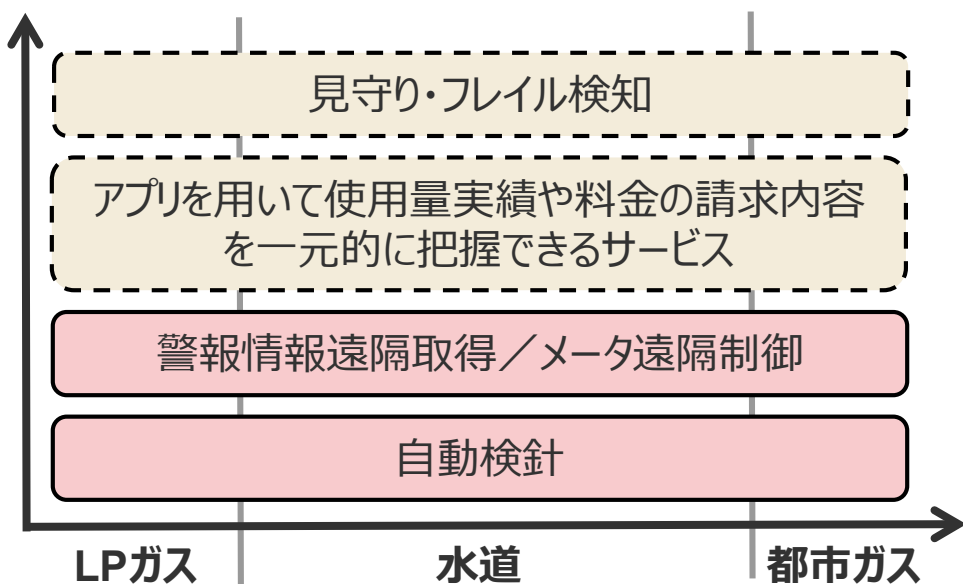 見守り・フレイル検知
アプリを用いて使用量実績や料金の請求内容
を一元的に把握できるサービス
警報情報遠隔取得／メータ遠隔制御
自動検針
LPガス
水道
都市ガス